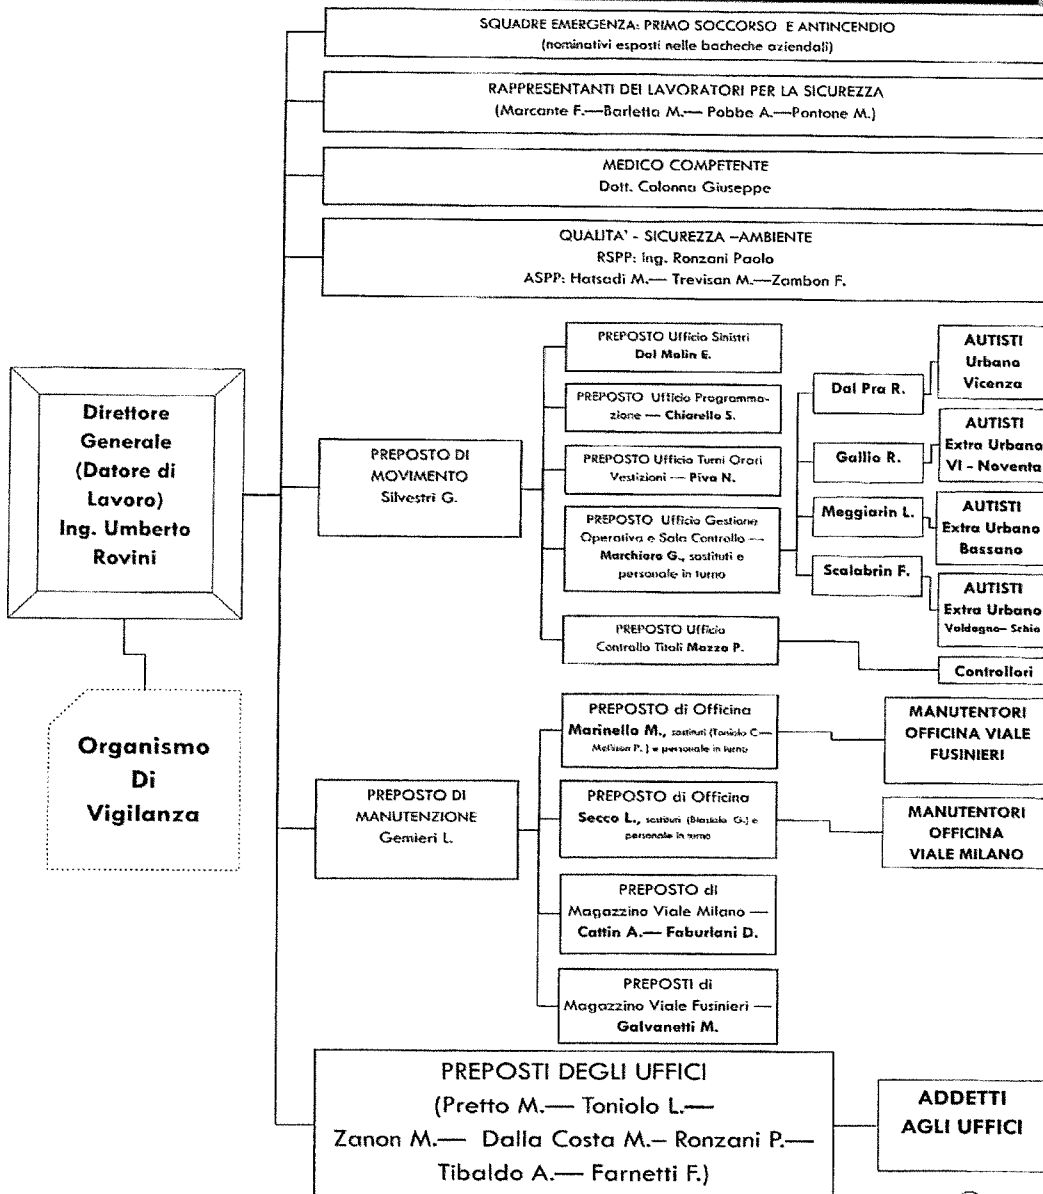 SQUADRE EMERGENZA: PRIMO SOCCORSO E ANTINCENDIO
(nominativi esposti nelle bacheche aziendali)
RAPPRESENTANTI DEI LAVORATORI PER LA SICUREZZA
(Marcante F.—Barletta M.— Pobbe A.—Pontone M.)
MEDICO COMPETENTE
Dott. Colonna Giuseppe
QUALITA' - SICUREZZA –AMBIENTE
RSPP: Ing. Ronzani Paolo
ASPP: Hatsadi M.— Trevisan M.—Zambon F.
Direttore
Generale
(Datore di
Lavoro)
Ing. Umberto
Rovini
Organismo
Di
Vigilanza
PREPOSTO DI
MOVIMENTO
Silvestri G.
PREPOSTO Ufficio Sinistri
Dal Molin E.
PREPOSTO Ufficio Programma-
zione — Chiarello S.
PREPOSTO Ufficio Turni Orari
Vestizioni — Piva N.
PREPOSTO Ufficio Gestione
Operativa e Sala Controllo —
Marchioro G., sostituti e
personale in turno
PREPOSTO Ufficio
Controllo Titoli Mazzo P.
Dal Pra R.
Gallio R.
Meggiarin L.
Scalabrin F.
AUTISTI
Urbano
Vicenza
AUTISTI
Extra Urbano
VI - Noventa
AUTISTI
Extra Urbano
Bassano
AUTISTI
Extra Urbano
Valdagno– Schio
Controllori
PREPOSTO DI
MANUTENZIONE
Gemieri L.
PREPOSTO di Officina
Marinello M., sostituti (Toniolo C—
P. ) e personale in turno
PREPOSTO di Officina
Secco L., sostituti (G.) e
personale in turno
PREPOSTO di
Magazzino Viale Milano —
Cattin A.— Faburlani D.
PREPOSTI di
Magazzino Viale Fusinieri —
Galvanetti M.
MANUTENTORI
OFFICINA VIALE
FUSINIERI
MANUTENTORI
OFFICINA
VIALE MILANO
PREPOSTI DEGLI UFFICI
(Pretto M.— Toniolo L.—
Zanon M.— Dalla Costa M.– Ronzani P.—
Tibaldo A.— Farnetti F.)
ADDETTI
AGLI UFFICI